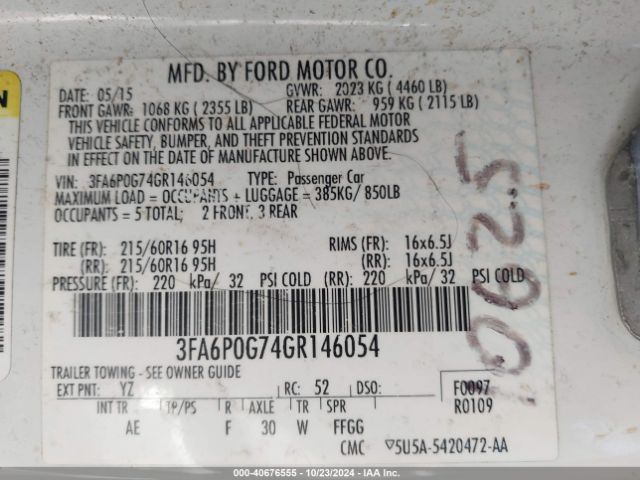 MFD. BY FORD MOTOR CO.
DATE: 05/15 GVWR: 2023 KG ( 4460 LB)
FRONT GAWR: 1068 KG ( 2355 LB) REAR GAWR: 959 KG ( 2115 LB)
THIS VEHICLE CONFORMS TO ALL APPLICABLE FEDERAL MOTOR
VEHICLE SAFETY, BUMPER, AND THEFT PREVENTION STANDARDS
IN EFFECT ON THE DATE OF MANUFACTURE SHOWN ABOVE.
VIN: 3FA6P0G74GR146054 TYPE: Passenger Car
MAXIMUM LOAD = OCCUPANTS + LUGGAGE = 385KG/ 850LB
OCCUPANTS = 5 TOTAL; 2 FRONT, 3 REAR
TIRE (FR): 215/60R16 95H RIMS (FR): 16x6.5J
(RR): 215/60R16 95H (RR): 16x6.5J
PRESSURE (FR): 220 kPa/ 32 PSI COLD (RR): 220 kPa/ 32 PSI COLD
3FA6P0G74GR146054
TRAILER TOWING – SEE OWNER GUIDE
EXT PNT: YZ RC: 52 DSO: F0097
INT TR TP/PS R AXLE TR SPR R0109
AE F 30 W FFGG
CMC ▽5U5A-5420472-AA
000-40676555 - 10/23/2024 - IAA Inc.